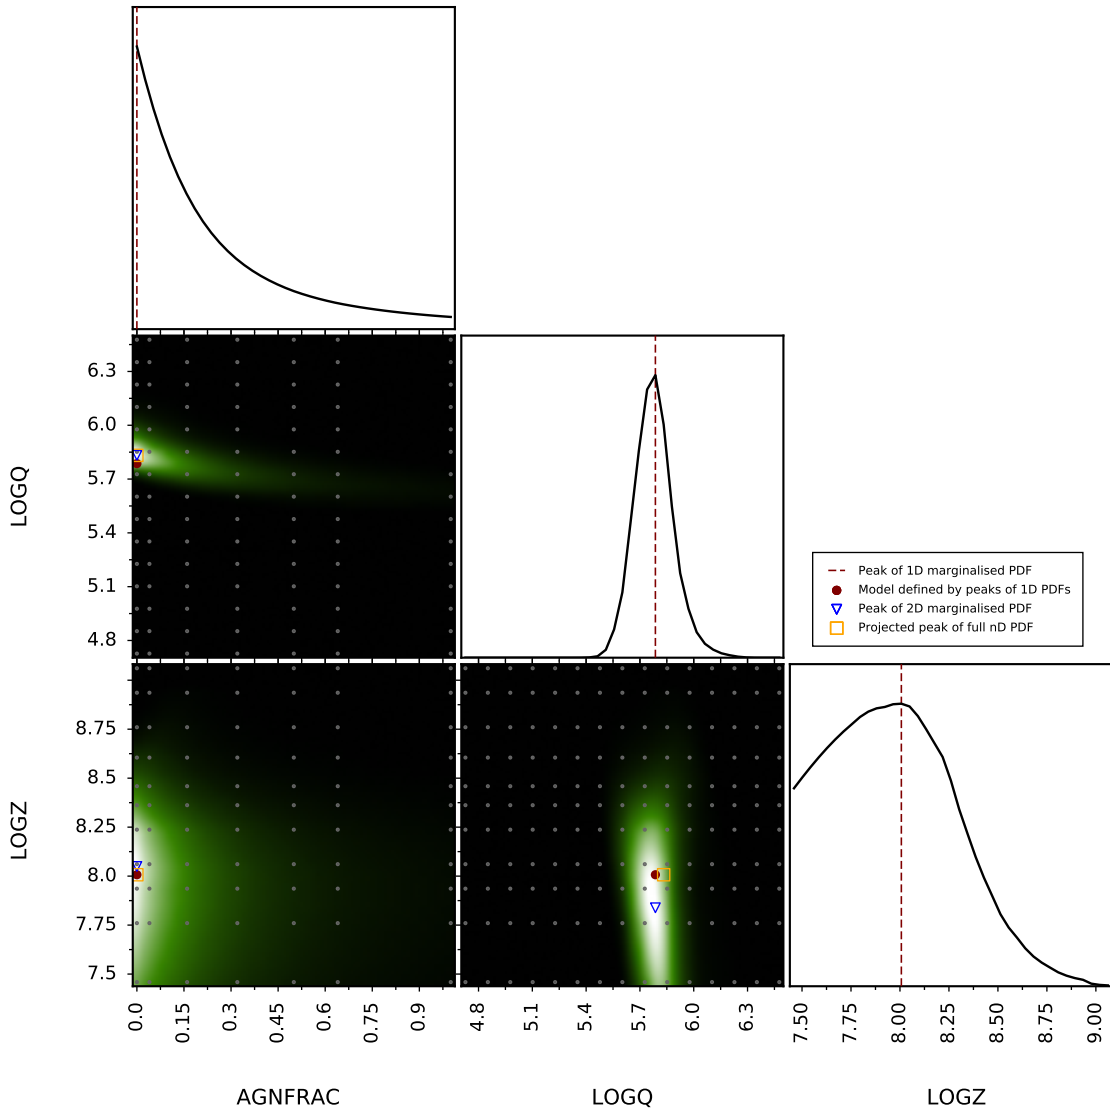 6.3
6.0
5.7
5.4
5.1
4.8
LOGQ
Peak of 1D marginalised PDF
Model defined by peaks of 1D PDFs
Peak of 2D marginalised PDF
Projected peak of full nD PDF
8.75
8.5
8.25
8.0
7.75
7.5
LOGZ
0.0 0.15 0.3 0.45 0.6 0.75 0.9
4.8 5.1 5.4 5.7 6.0 6.3
7.50 7.75 8.00 8.25 8.50 8.75 9.00
AGNFRAC LOGQ LOGZ